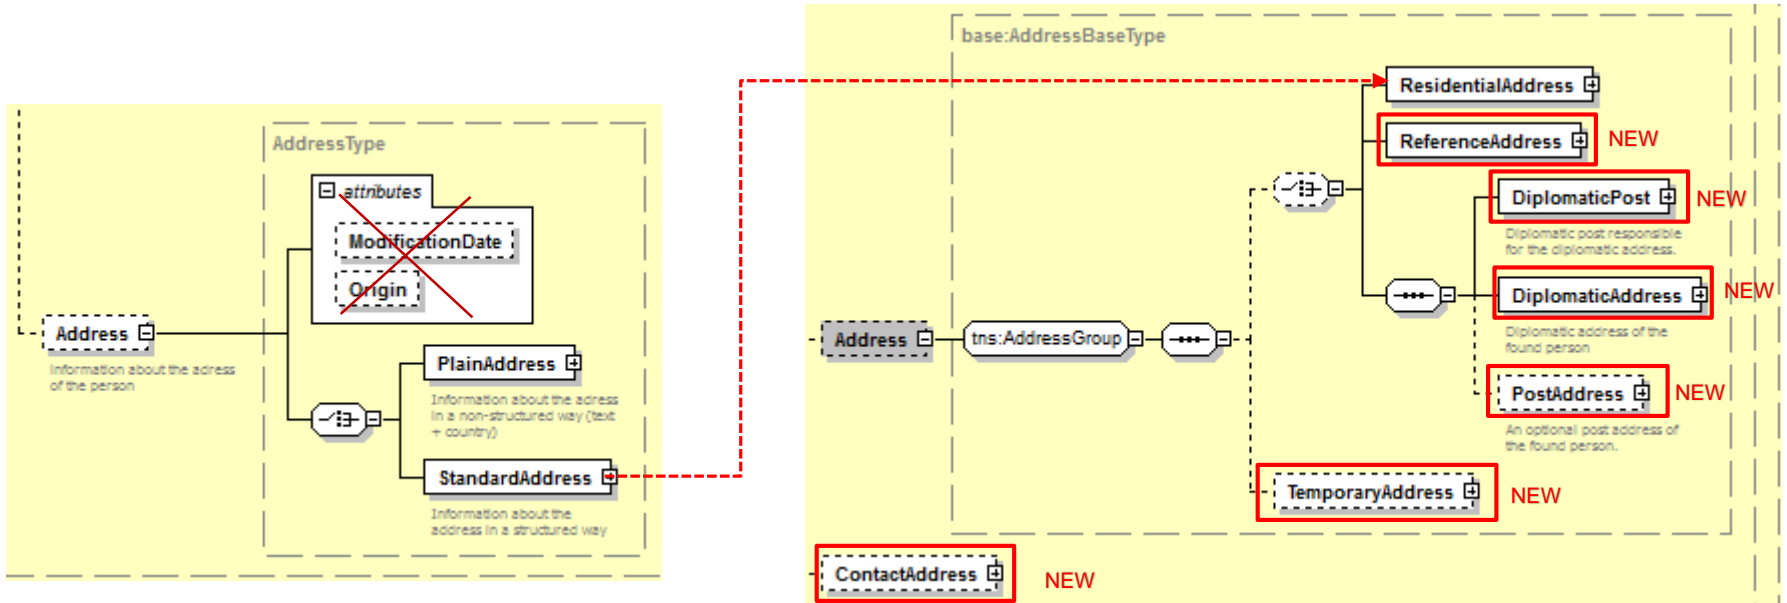 AddressType
attributes
ModificationDate
Origin
Address
Information about the adress
of the person
PlainAddress
Information about the adress
in a non-structured way (text
+ country)
StandardAddress
Information about the
address in a structured way
base:AddressBaseType
ResidentialAddress
ReferenceAddress
NEW
DiplomaticPost
NEW
Diplomatic post responsible
for the diplomatic address.
DiplomaticAddress
NEW
Diplomatic address of the
found person
Address
tns:AddressGroup
PostAddress
NEW
An optional post address of
the found person.
TemporaryAddress
NEW
ContactAddress
NEW